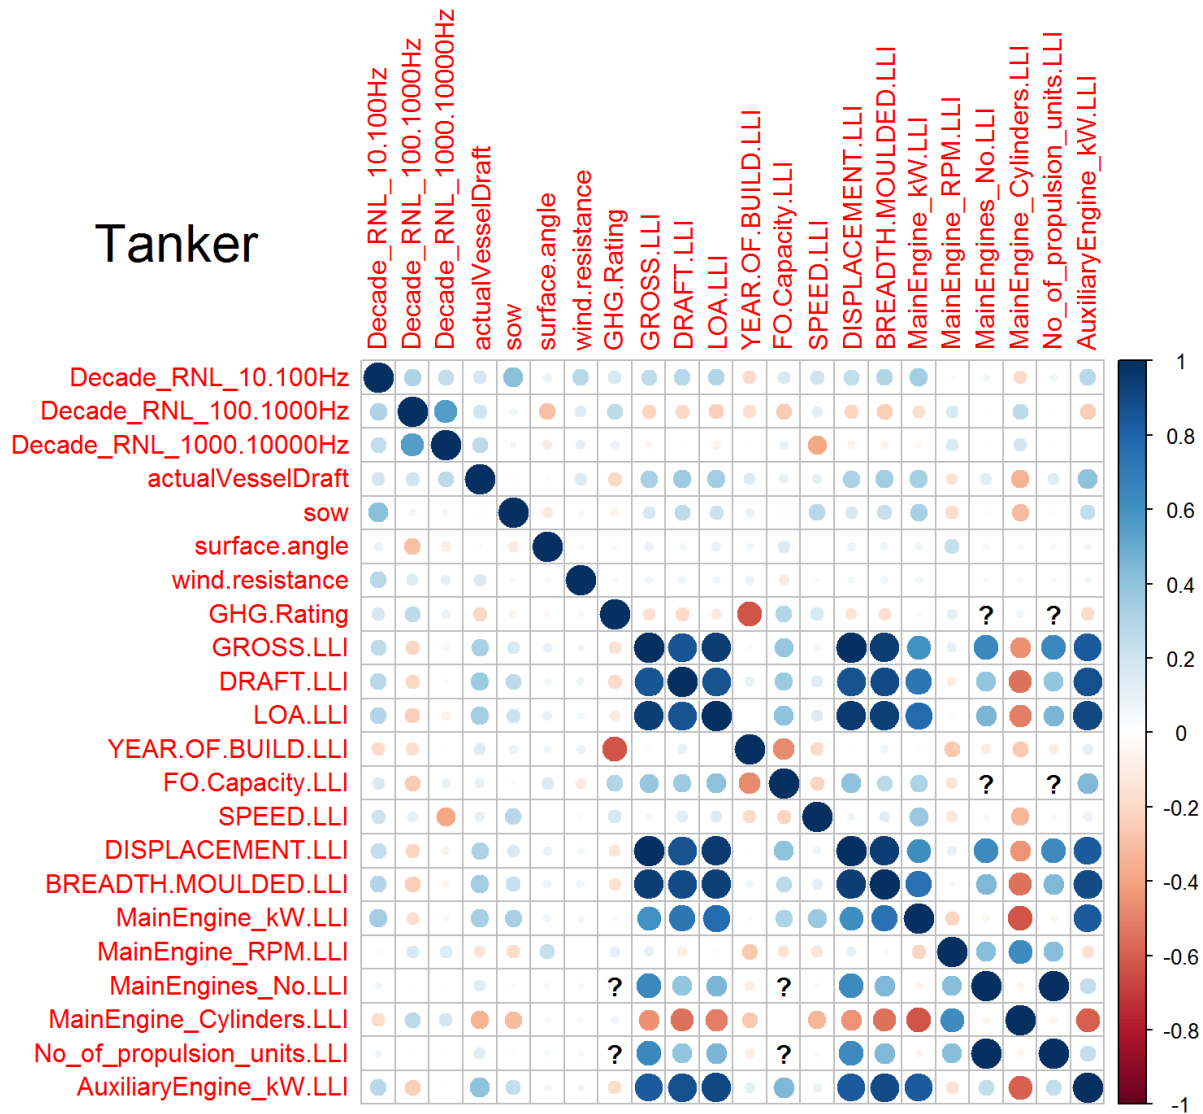 Tanker
Decade_RNL_10.100Hz
Decade_RNL_100.1000Hz
Decade_RNL_1000.10000Hz
actualVesselDraft
sow
surface.angle
wind.resistance
GHG.Rating
GROSS.LLI
DRAFT.LLI
LOA.LLI
YEAR.OF.BUILD.LLI
FO.Capacity.LLI
SPEED.LLI
DISPLACEMENT.LLI
BREADTH.MOULDED.LLI
MainEngine_kW.LLI
MainEngine_RPM.LLI
MainEngines_No.LLI
MainEngine_Cylinders.LLI
No_of_propulsion_units.LLI
AuxiliaryEngine_kW.LLI
Decade_RNL_10.100Hz
Decade_RNL_100.1000Hz
Decade_RNL_1000.10000Hz
actualVesselDraft
sow
surface.angle
wind.resistance
GHG.Rating ? ?
GROSS.LLI
DRAFT.LLI
LOA.LLI
YEAR.OF.BUILD.LLI
FO.Capacity.LLI ? ?
SPEED.LLI
DISPLACEMENT.LLI
BREADTH.MOULDED.LLI
MainEngine_kW.LLI
MainEngine_RPM.LLI
MainEngines_No.LLI ? ?
MainEngine_Cylinders.LLI
No_of_propulsion_units.LLI ? ?
AuxiliaryEngine_kW.LLI
1
0.8
0.6
0.4
0.2
0
-0.2
-0.4
-0.6
-0.8
-1